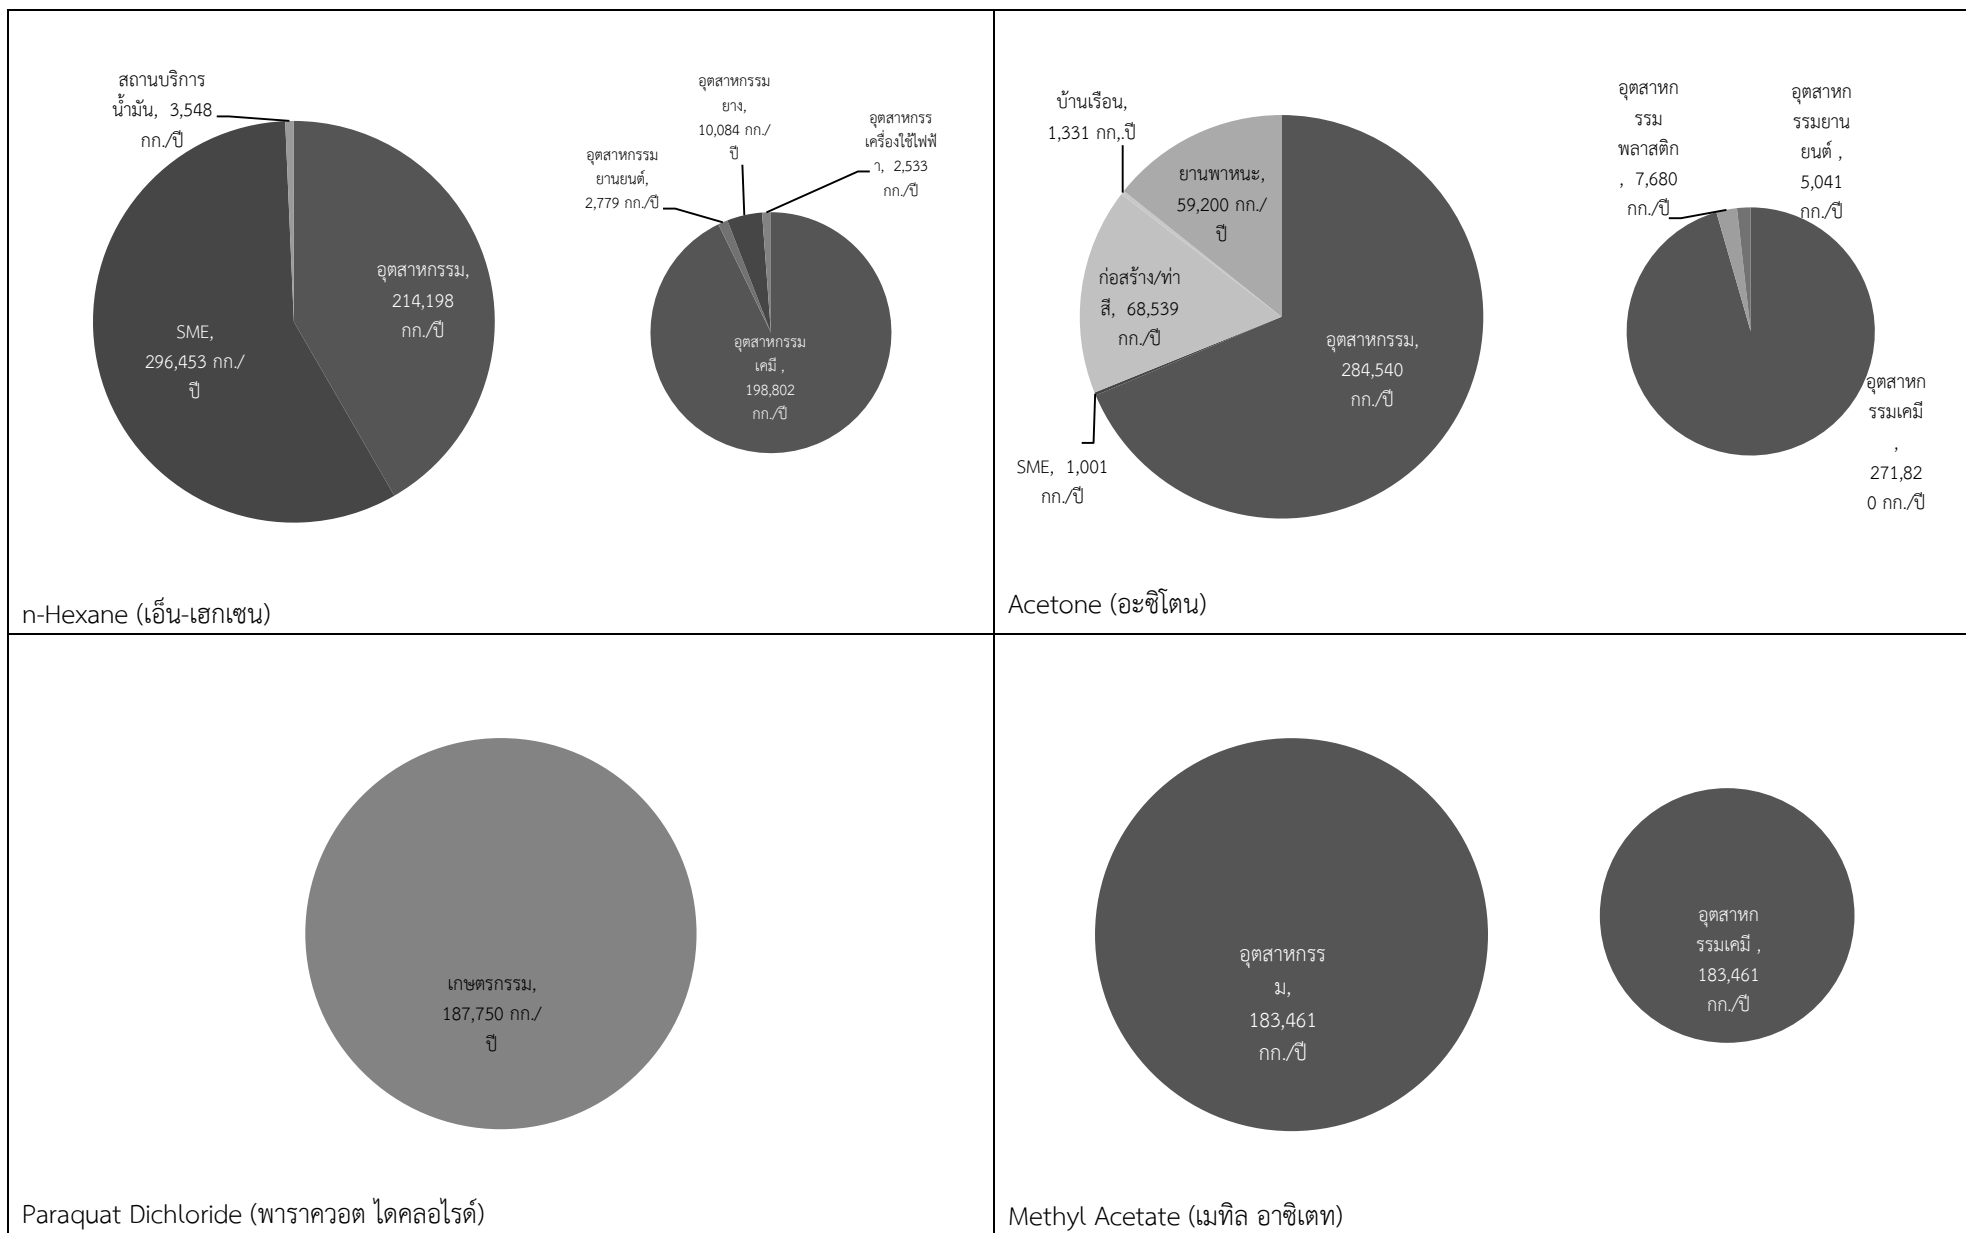 สถานบริการ
น้ำมัน,  3,548
กก./ปี
อุตสาหกรรม,
214,198
กก./ปี
SME,
296,453 กก./
ปี
อุตสาหกรรม
ยาง,
10,084 กก./
ปี
อุตสาหกรร
เครื่องใช้ไฟฟ้
า,  2,533
กก./ปี
อุตสาหกรรม
ยานยนต์,
2,779 กก./ปี
อุตสาหกรรม
เคมี ,
198,802
กก./ปี
n-Hexane (เอ็น-เฮกเซน)
บ้านเรือน,
1,331 กก,.ปี
ยานพาหนะ,
59,200 กก./
ปี
ก่อสร้าง/ทา
สี,  68,539
กก./ปี
อุตสาหกรรม,
284,540
กก./ปี
SME,  1,001
กก./ปี
อุตสาหก
รรม
พลาสติก
,  7,680
กก./ปี
อุตสาหก
รรมยาน
ยนต์ ,
5,041
กก./ปี
อุตสาหก
รรมเคมี
,
271,82
0 กก./ปี
Acetone (อะซิโตน)
เกษตรกรรม,
187,750 กก./
ปี
Paraquat Dichloride (พาราควอต ไดคลอไรด์)
อุตสาหกรร
ม,
183,461
กก./ปี
อุตสาหก
รรมเคมี ,
183,461
กก./ปี
Methyl Acetate (เมทิล อาซิเตท)